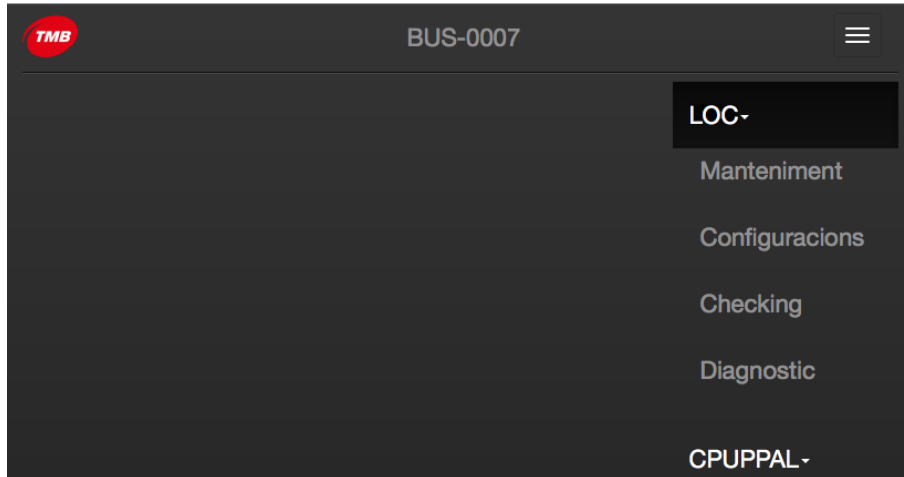 TMB
BUS-0007
LOC
Manteniment
Configuracions
Checking
Diagnostic
CPUPPAL